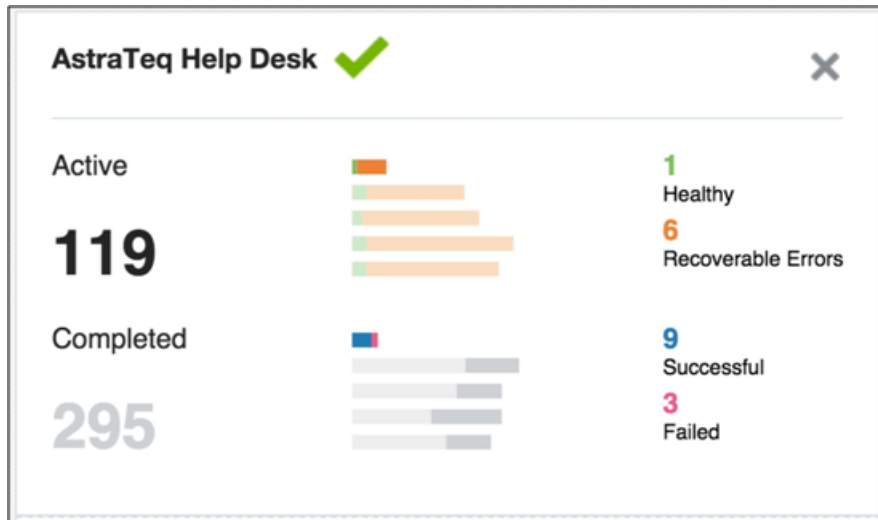 AstraTeq Help Desk
Active
119
1
Healthy
6
Recoverable Errors
Completed
295
9
Successful
3
Failed